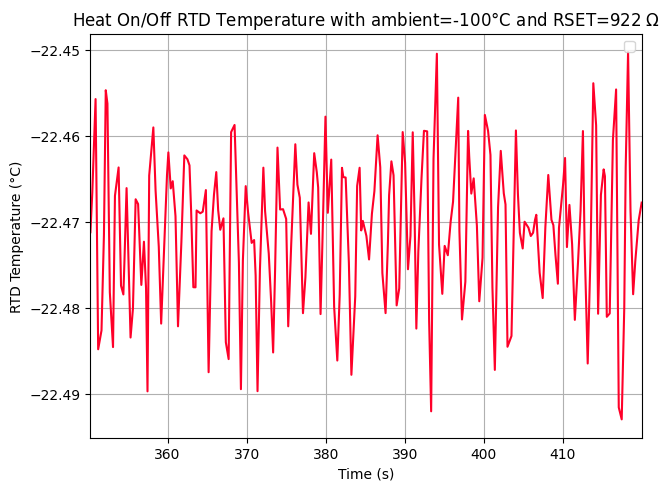 Heat On/Off RTD Temperature with ambient=-100°C and RSET=922 Ω
−22.45
−22.46
−22.47
−22.48
−22.49
RTD Temperature (°C)
360 370 380 390 400 410
Time (s)